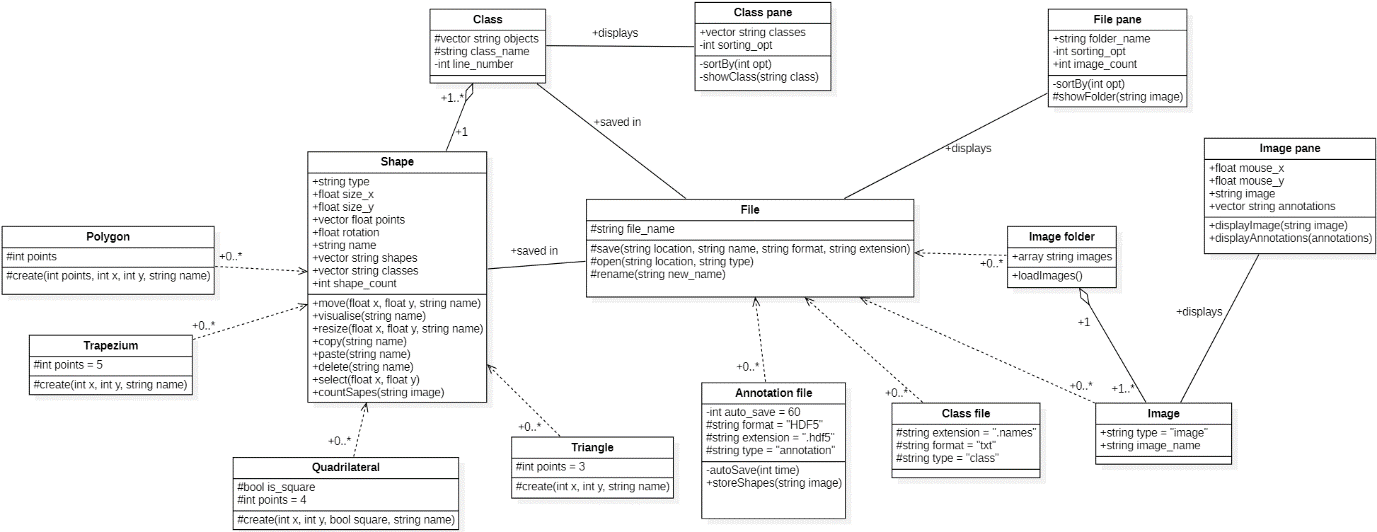 Class
#vector string objects
#string class_name
-int line_number
+displays
Class pane
+vector string classes
-int sorting_opt
-sortBy(int opt)
-showClass(string class)
File pane
+string folder_name
-int sorting_opt
+int image_count
-sortBy(int opt)
#showFolder(string image)
+1..*
+1
+saved in
+displays
Image pane
+float mouse_x
+float mouse_y
+string image
+vector string annotations
+displayImage(string image)
+displayAnnotations(annotations)
Shape
+string type
+float size_x
+float size_y
+vector float points
+float rotation
+string name
+vector string shapes
+vector string classes
+int shape_count
+move(float x, float y, string name)
+visualise(string name)
+resize(float x, float y, string name)
+copy(string name)
+paste(string name)
+delete(string name)
+select(float x, float y)
+countSapes(string image)
+saved in
File
#string file_name
#save(string location, string name, string format, string extension)
#open(string location, string type)
#rename(string new_name)
Polygon
#int points
#create(int points, int x, int y, string name)
+0..*
Image folder
+array string images
+loadImages()
+0..*
+1
+displays
Trapezium
#int points = 5
#create(int x, int y, string name)
+0..*
+0..*
Quadrilateral
#bool is_square
#int points = 4
#create(int x, int y, bool square, string name)
+0..*
Triangle
#int points = 3
#create(int x, int y, string name)
+0..*
Annotation file
-int auto_save = 60
#string format = "HDF5"
#string extension = ".hdf5"
#string type = "annotation"
-autoSave(int time)
+storeShapes(string image)
+0..*
Class file
#string extension = ".names"
#string format = "txt"
#string type = "class"
+0..*
+1..*
Image
+string type = "image"
+string image_name